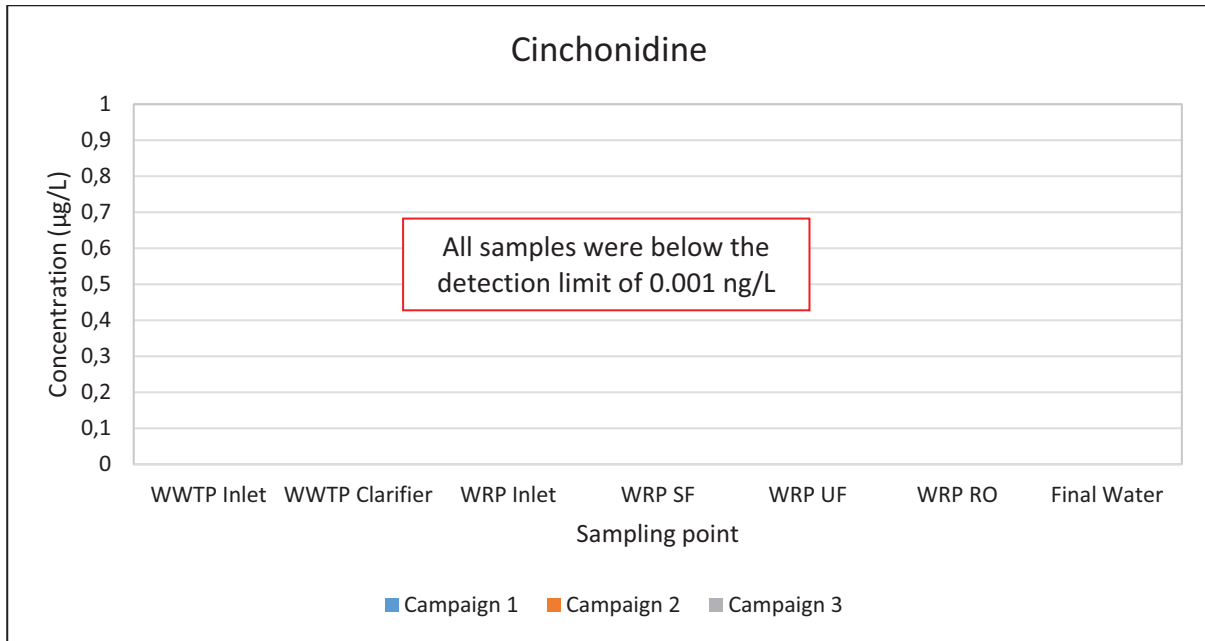 Cinchonidine
Concentration (µg/L)
1
0,9
0,8
0,7
0,6
0,5
0,4
0,3
0,2
0,1
0
All samples were below the
detection limit of 0.001 ng/L
WWTP Inlet WWTP Clarifier WRP Inlet WRP SF WRP UF WRP RO Final Water
Sampling point
Campaign 1 Campaign 2 Campaign 3